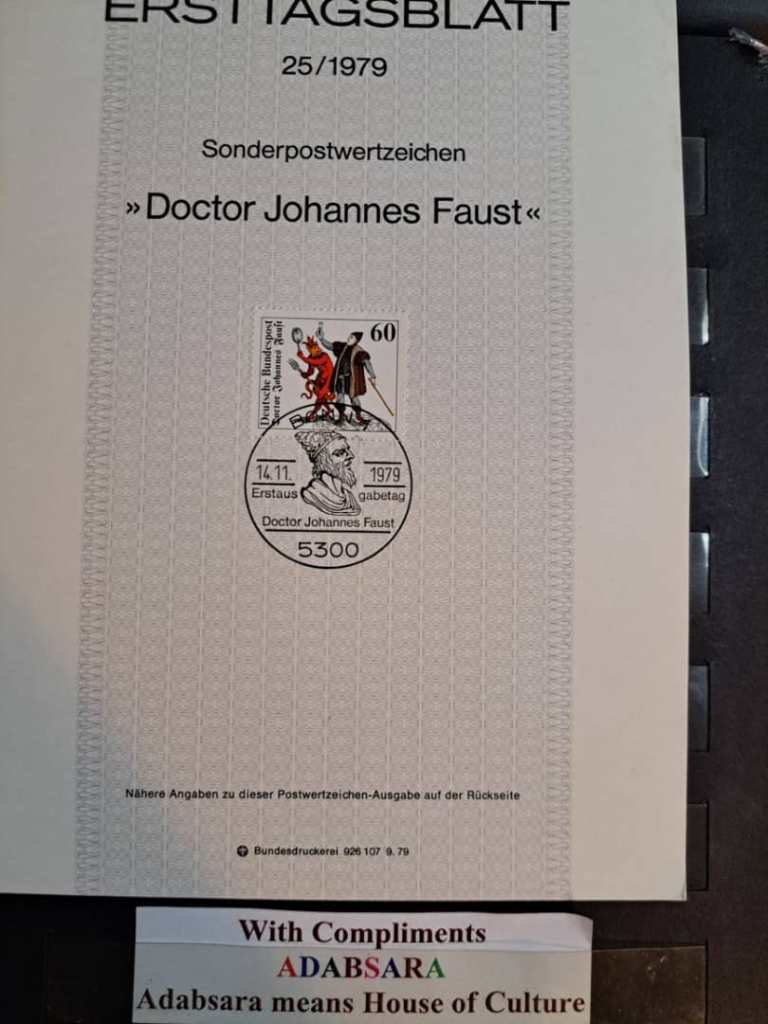 ERSTTAGSBLATT
25/1979
Sonderpostwertzeichen
»Doctor Johannes Faust«
Deutsche Bundespost
Doctor Johannes Faust
60
BONN
14.11. 1979
Erstaus gabetag
Doctor Johannes Faust
5300
Nähere Angaben zu dieser Postwertzeichen-Ausgabe auf der Rückseite
Bundesdruckerei 926 107 9. 79
With Compliments
ADABSARA
Adabsara means House of Culture